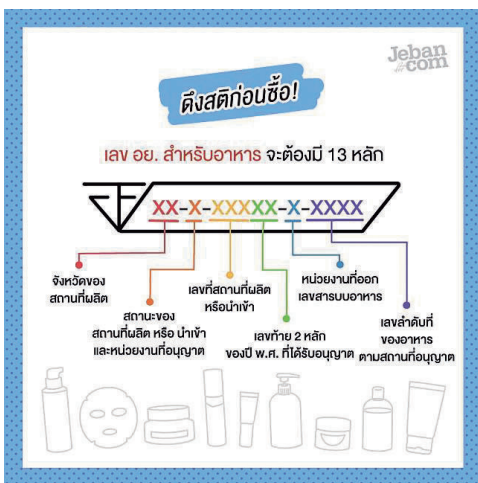 Jeban
.com
ดึงสติก่อนซื้อ!
เลข อย. สำหรับอาหาร จะต้องมี 13 หลัก
XX-X-XXXXX-X-XXXX
จังหวัดของ
สถานที่ผลิต
สถานะของ
สถานที่ผลิต หรือ นำเข้า
และหน่วยงานที่อนุญาต
เลขที่สถานที่ผลิต
หรือนำเข้า
เลขท้าย 2 หลัก
ของปี พ.ศ. ที่ได้รับอนุญาต
หน่วยงานที่ออก
เลขสารบบอาหาร
เลขลำดับที่
ของอาหาร
ตามสถานที่อนุญาต